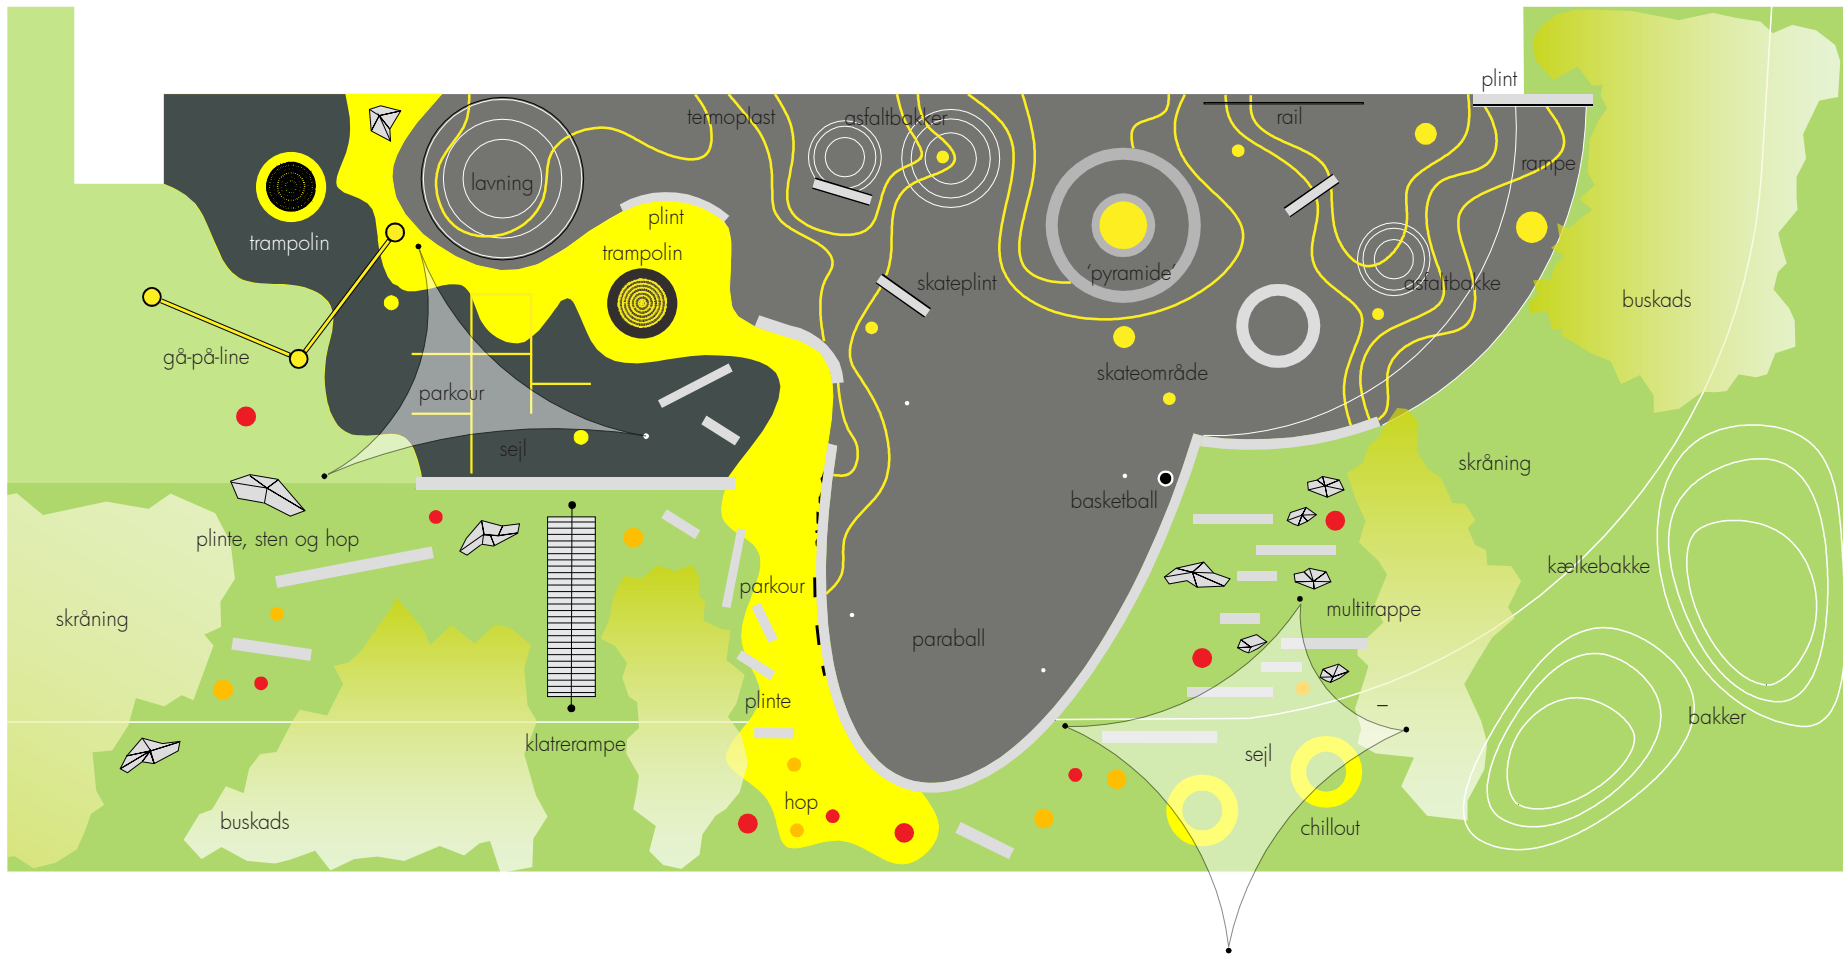 plint
termoplast
asfaltbakker
rail
rampe
lavning
plint
trampolin
trampolin
skateplint
'pyramide'
asfaltbakke
buskads
gå-på-line
parkour
skateområde
sejl
skråning
basketball
plinte, sten og hop
kælkebakke
parkour
multitrappe
skråning
paraball
plinte
bakker
klatrerampe
sejl
hop
buskads
chillout